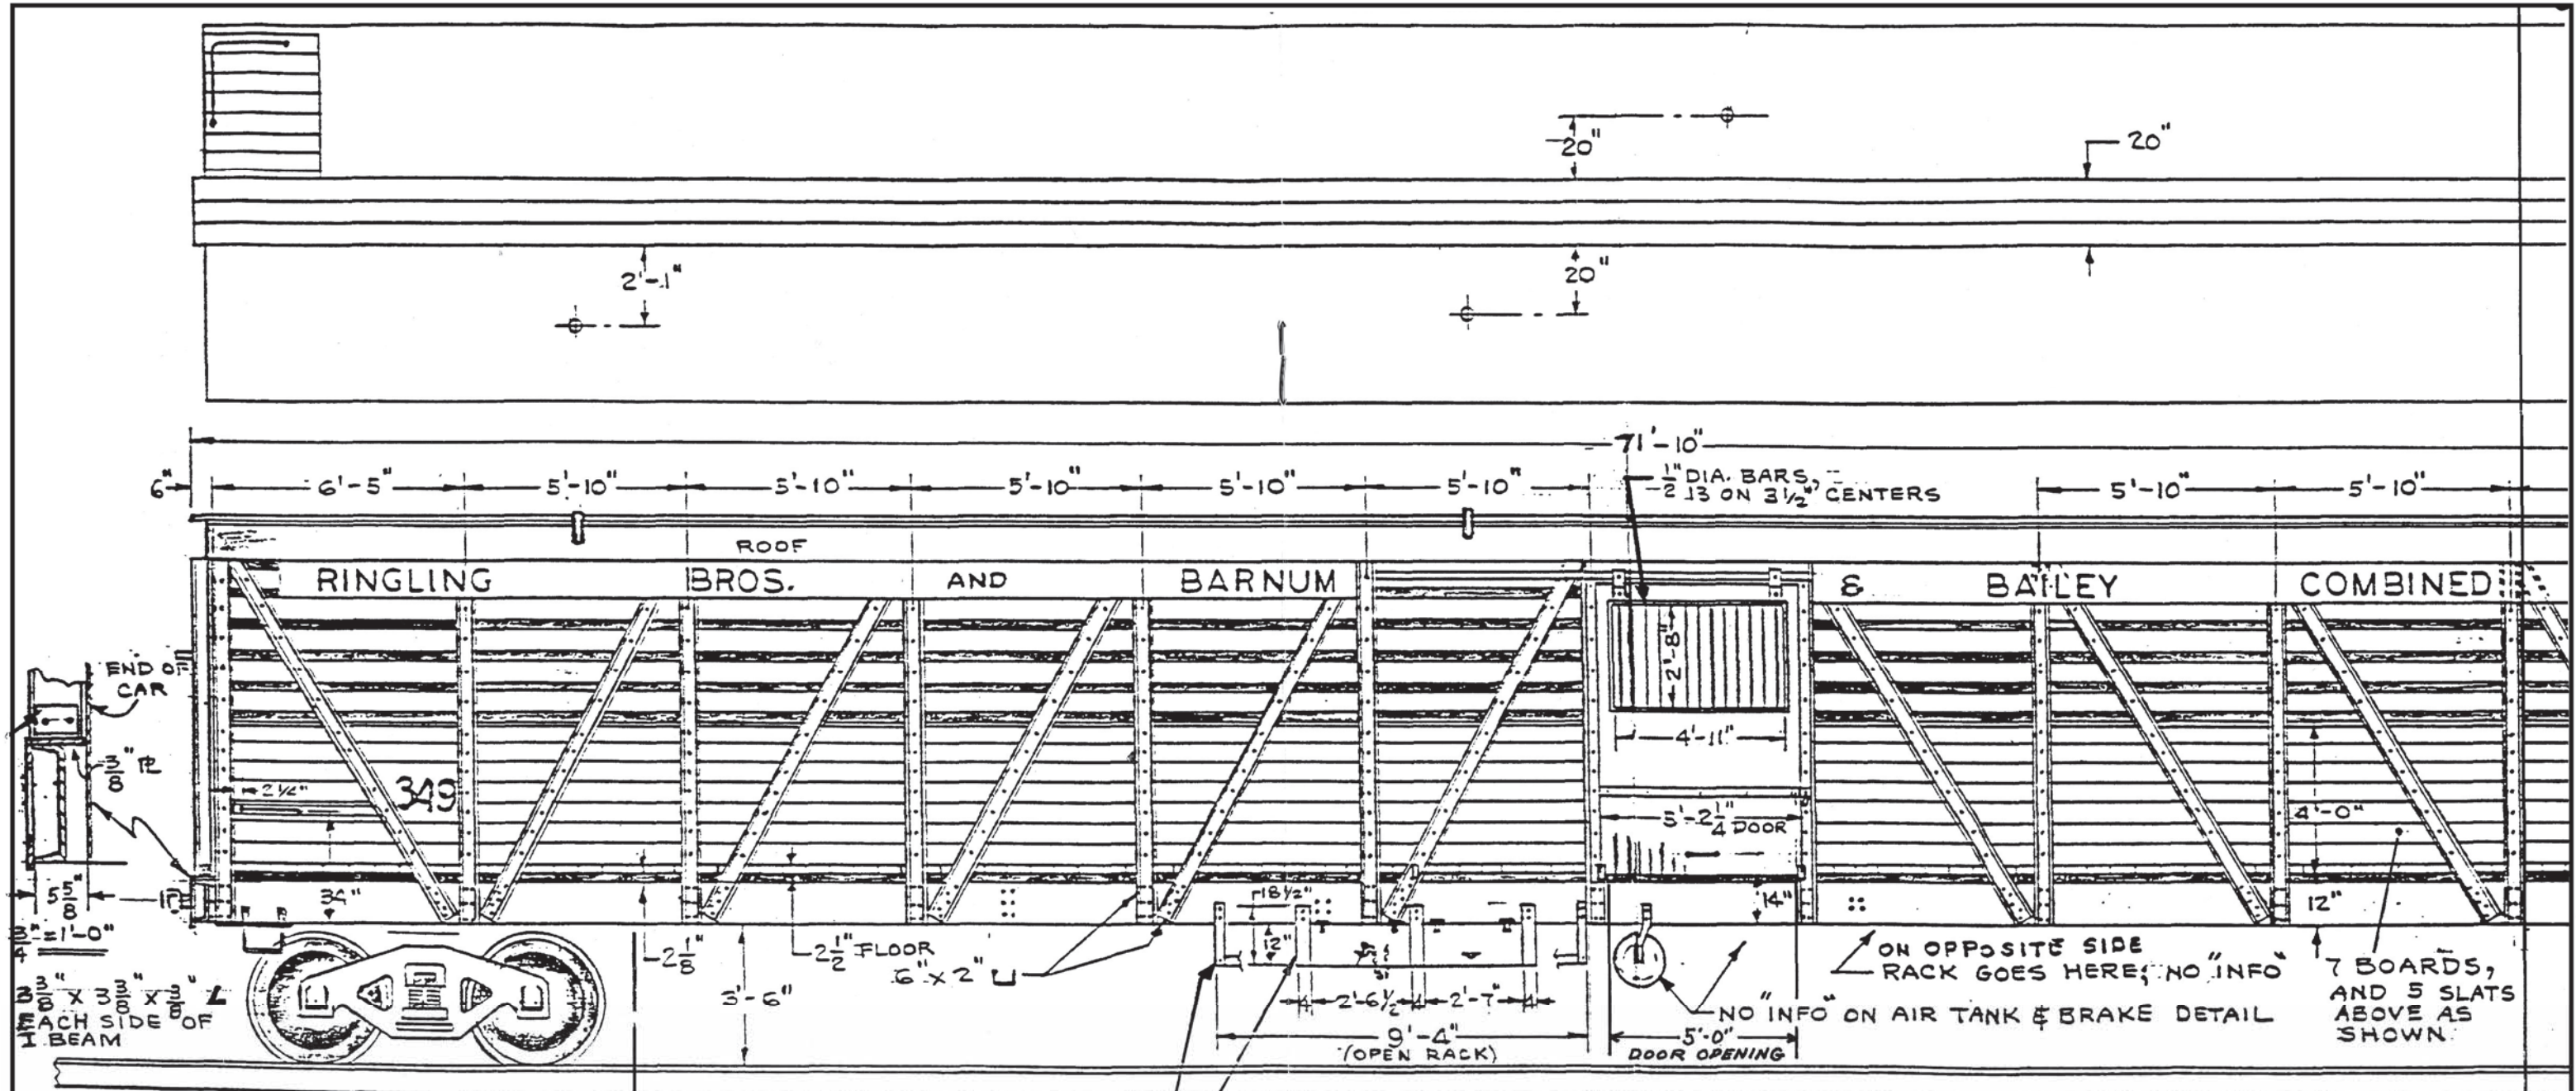 20"
20"
2'-1"
20"
71'-10"
6"
6'-5"
5'-10"
5'-10"
5'-10
5'-10"
5'-10"
1/2" DIA. BARS,
13 ON 3 1/2" CENTERS
5'-10"
5'-10"
ROOF
RINGLING BROS. AND BARNUM & BAILEY COMBINED
END OF
CAR
2'-8"
4'-11"
3/8" PL
2 1/4"
349
5'-2 1/4 DOOR
4'-0"
5 5/8"
34"
18 1/2"
14"
12"
3/4" = 1'-0"
2 1/8"
2 1/2" FLOOR
6" X 2"
12"
3'-6"
ON OPPOSITE SIDE
RACK GOES HERE; NO "INFO"
3 3/8" X 3 3/8" X 3/8" L
EACH SIDE OF
I BEAM
4 2'-6 1/2" 4 2'-7" 4
NO "INFO" ON AIR TANK & BRAKE DETAIL
7 BOARDS,
AND 5 SLATS
ABOVE AS
SHOWN.
9'-4"
(OPEN RACK)
5'-0"
DOOR OPENING